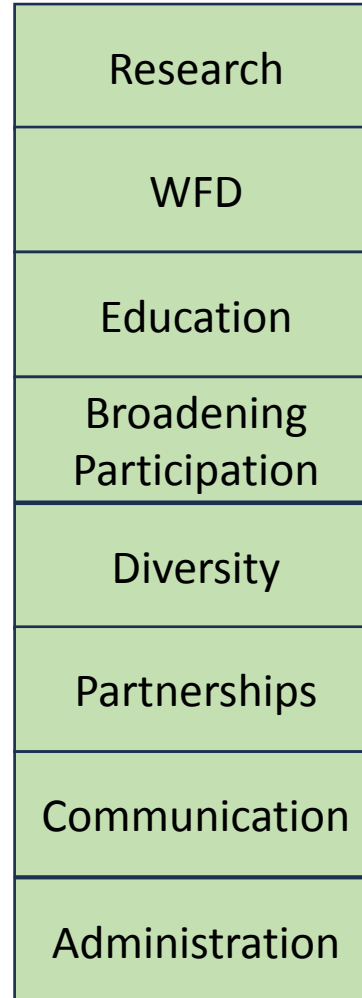 Research
WFD
Education
Broadening
Participation
Diversity
Partnerships
Communication
Administration